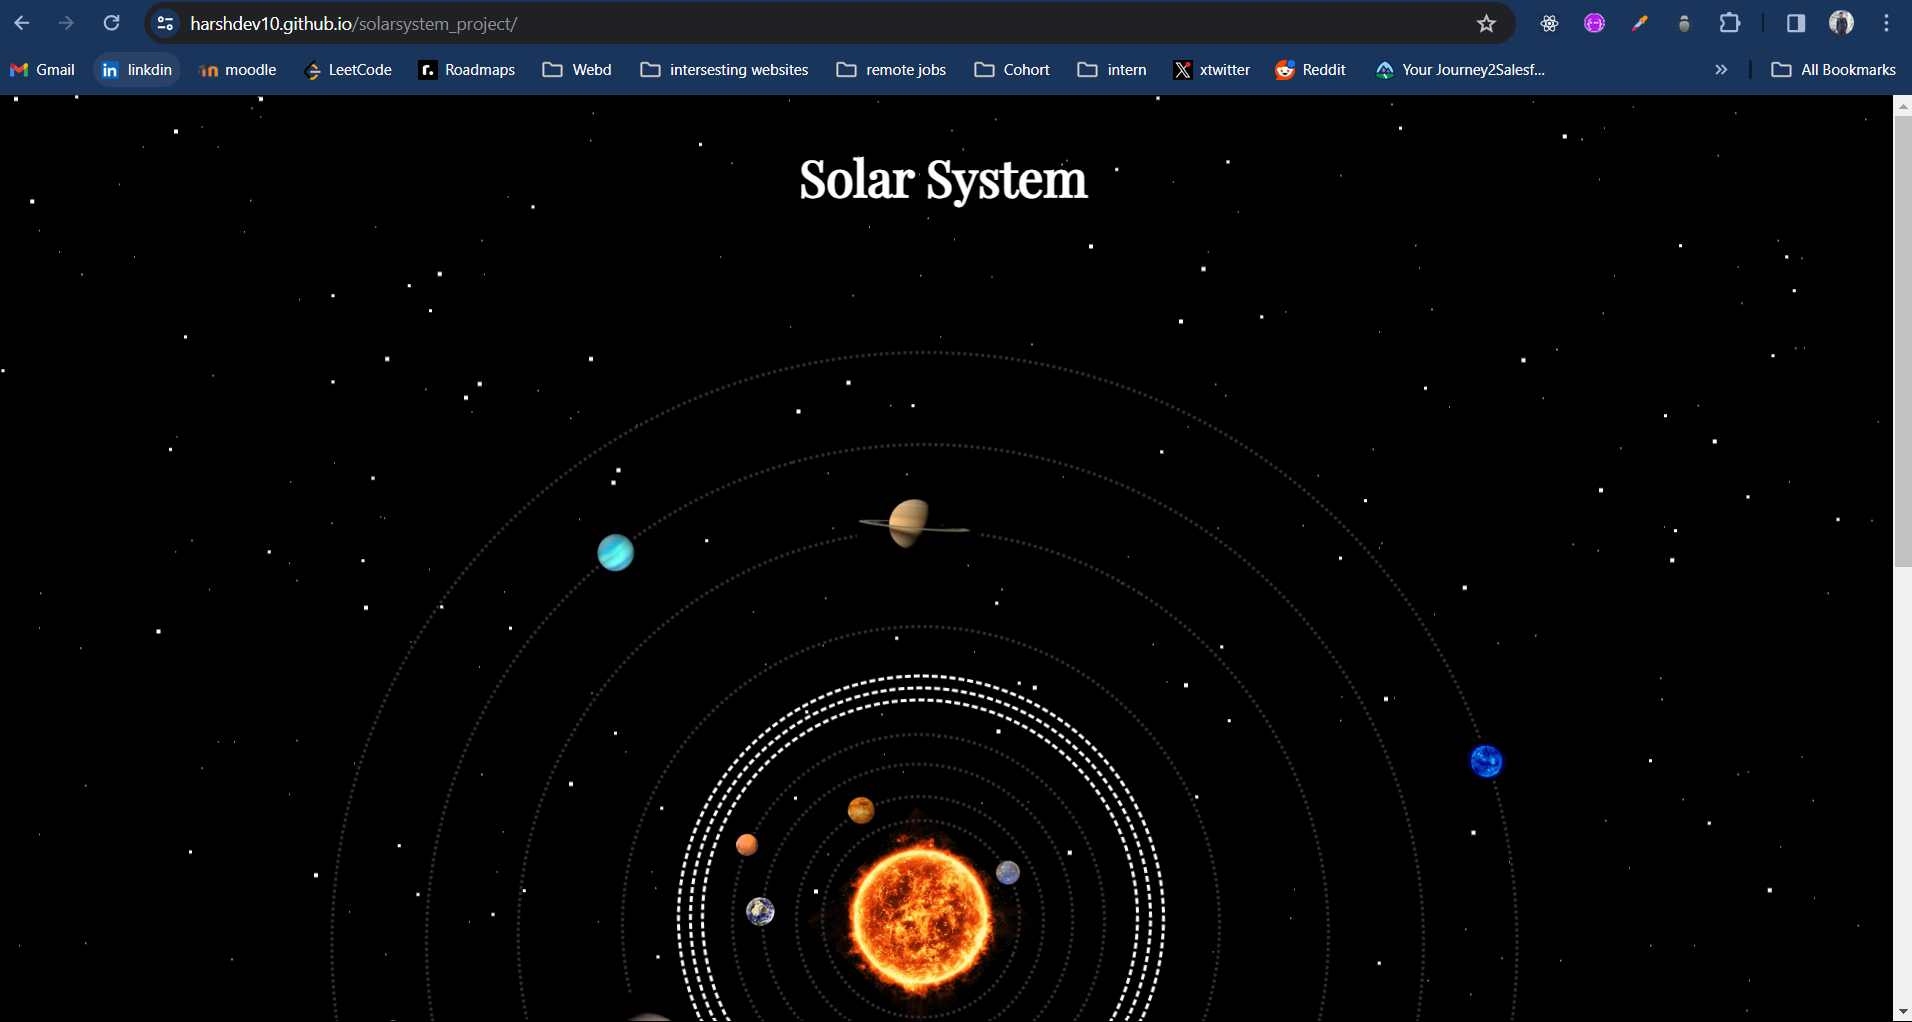 harshdev10.github.io/solarsystem_project/
Gmail linkdin moodle LeetCode Roadmaps Webd intersesting websites remote jobs Cohort intern xtwitter Reddit Your Journey2Salesf... All Bookmarks
Solar System